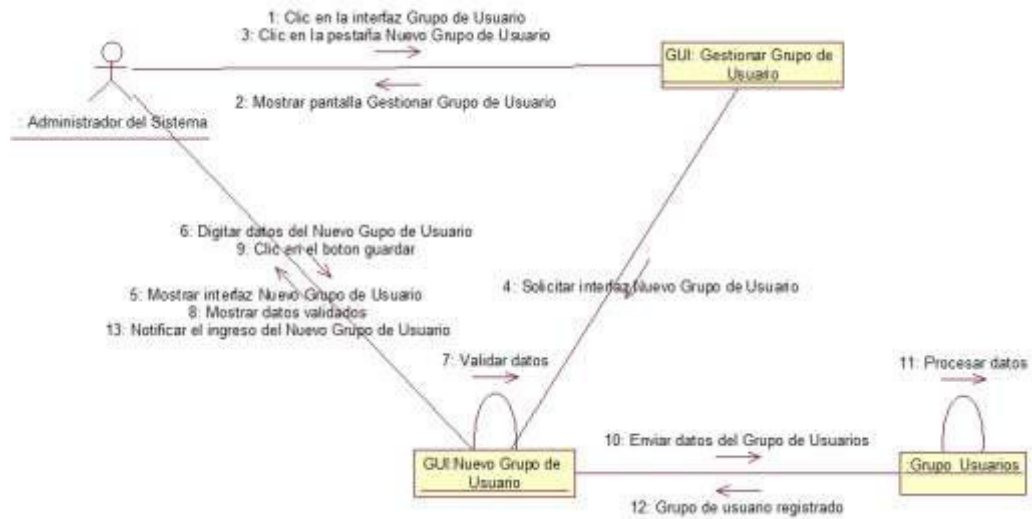 1: Clic en la interfaz Grupo de Usuario
3: Clic en la pestaña Nuevo Grupo de Usuario
GUI: Gestionar Grupo de
Usuario
2: Mostrar pantalla Gestionar Grupo de Usuario
: Administrador del Sistema
6: Digitar datos del Nuevo Gupo de Usuario
9: Clic en el boton guardar
5: Mostrar interfaz Nuevo Grupo de Usuario
8: Mostrar datos validados
13: Notificar el ingreso del Nuevo Grupo de Usuario
4: Solicitar interfaz Nuevo Grupo de Usuario
7: Validar datos
11: Procesar datos
10: Enviar datos del Grupo de Usuarios
GUI:Nuevo Grupo de
Usuario
Grupo_Usuarios
12: Grupo de usuario registrado